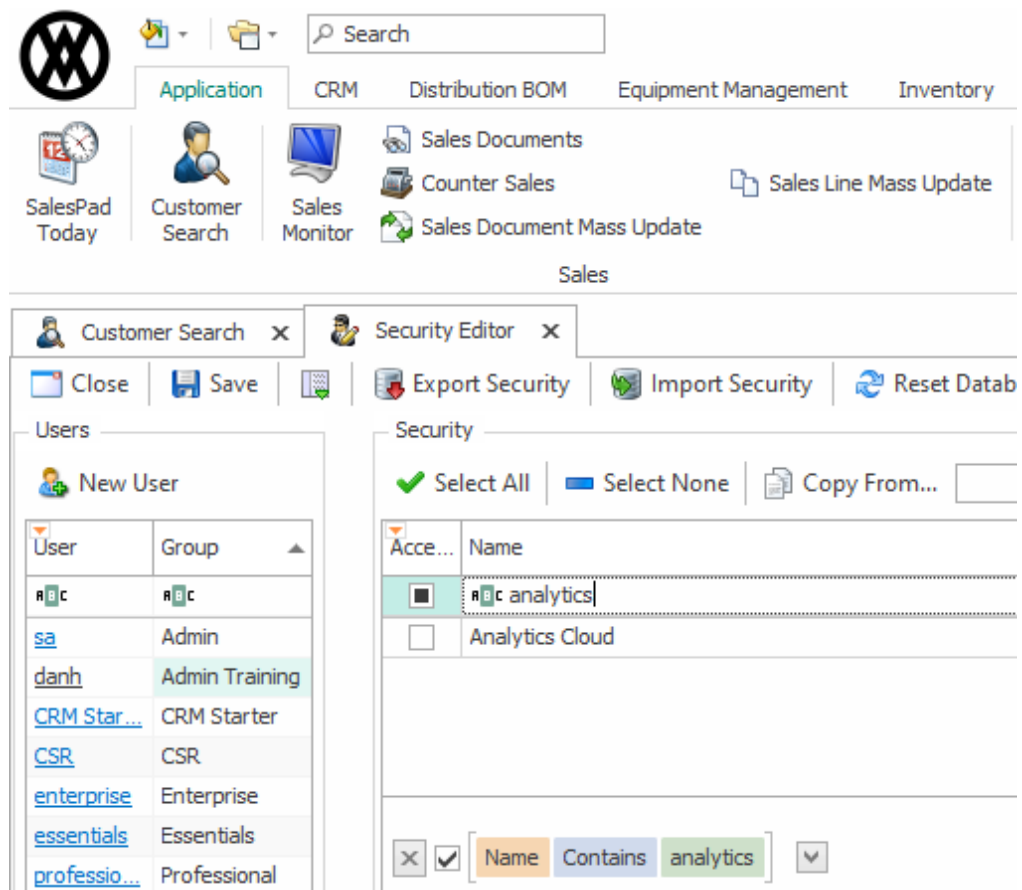 Search
Application CRM Distribution BOM Equipment Management Inventory
Sales Documents
Counter Sales Sales Line Mass Update
SalesPad Today Customer Search Sales Monitor Sales Document Mass Update
Sales
Customer Search x Security Editor x
Close Save Export Security Import Security Reset Datab
Users Security
New User Select All Select None Copy From...
User Group Acce... Name
ABC ABC ABC analytics
sa Admin Analytics Cloud
danh Admin Training
CRM Star... CRM Starter
CSR CSR
enterprise Enterprise
essentials Essentials
Name Contains analytics
professio... Professional